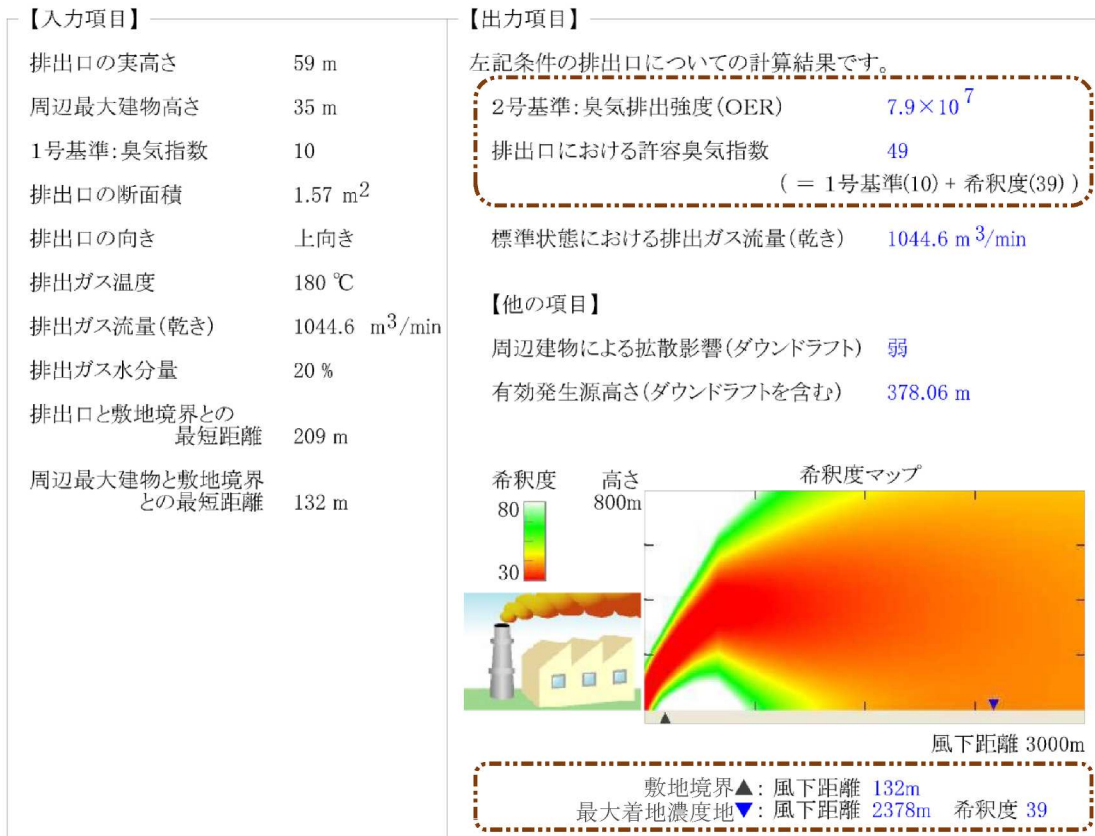 【入力項目】
排出口の実高さ 59 m
周辺最大建物高さ 35 m
1号基準:臭気指数 10
排出口の断面積 1.57 m2
排出口の向き 上向き
排出ガス温度 180 ℃
排出ガス流量(乾き) 1044.6 m3/min
排出ガス水分量 20 %
排出口と敷地境界との
最短距離 209 m
周辺最大建物と敷地境界
との最短距離 132 m
【出力項目】
左記条件の排出口についての計算結果です。
2号基準:臭気排出強度(OER) 7.9×10 7
排出口における許容臭気指数 49
( = 1号基準(10) + 希釈度(39) )
標準状態における排出ガス流量(乾き) 1044.6 m 3/min
【他の項目】
周辺建物による拡散影響(ダウンドラフト) 弱
有効発生源高さ(ダウンドラフトを含む) 378.06 m
希釈度 高さ 希釈度マップ
80 800m
30
風下距離 3000m
敷地境界▲: 風下距離 132m
最大着地濃度地▼: 風下距離 2378m 希釈度 39